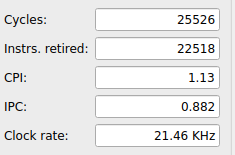 Cycles: 25526
Instrs. retired: 22518
CPI: 1.13
IPC: 0.882
Clock rate: 21.46 KHz